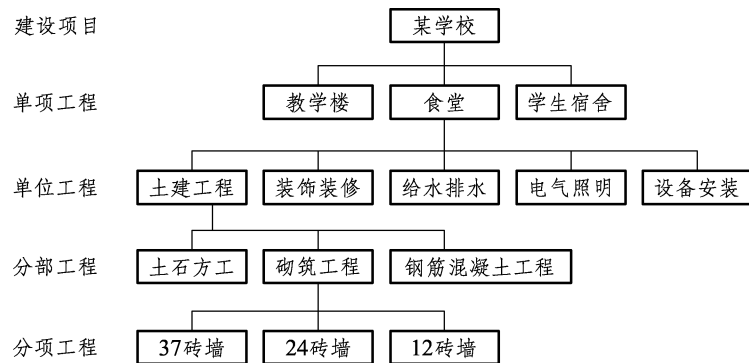 建设项目 某学校
单项工程 教学楼 食堂 学生宿舍
单位工程 土建工程 装饰装修 给水排水 电气照明 设备安装
分部工程 土石方工 砌筑工程 钢筋混凝土工程
分项工程 37砖墙 24砖墙 12砖墙